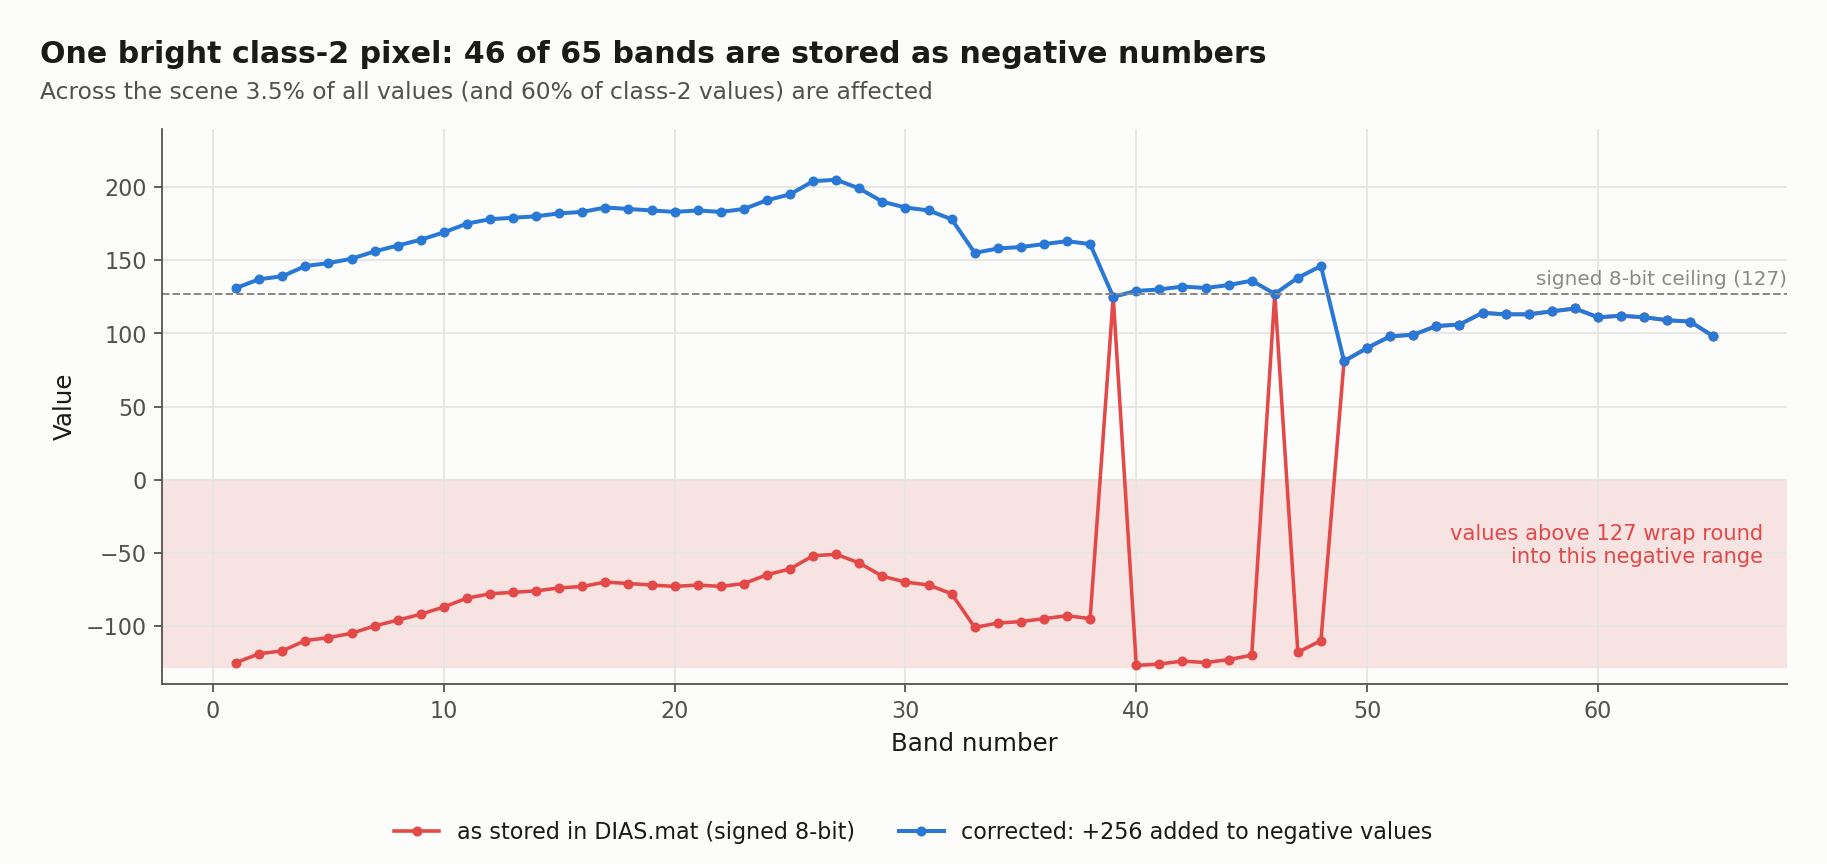 One bright class-2 pixel: 46 of 65 bands are stored as negative numbers
Across the scene 3.5% of all values (and 60% of class-2 values) are affected
200
150
signed 8-bit ceiling (127)
100
50
0
−50
−100
Value
values above 127 wrap round
into this negative range
0 10 20 30 40 50 60
Band number
as stored in DIAS.mat (signed 8-bit)
corrected: +256 added to negative values